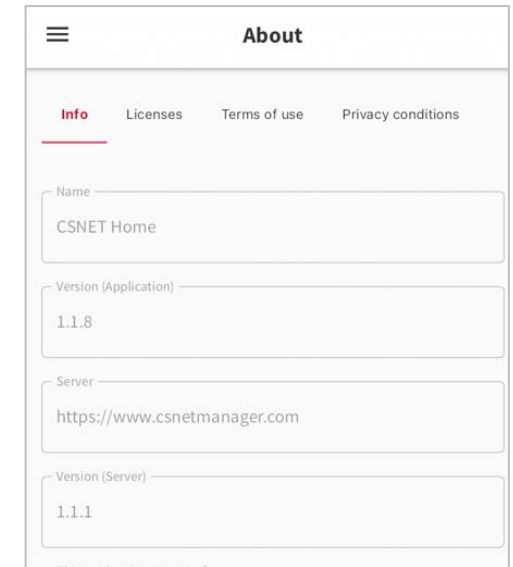 About
Info Licenses Terms of use Privacy conditions
Name
CSNET Home
Version (Application)
1.1.8
Server
https://www.csnetmanager.com
Version (Server)
1.1.1